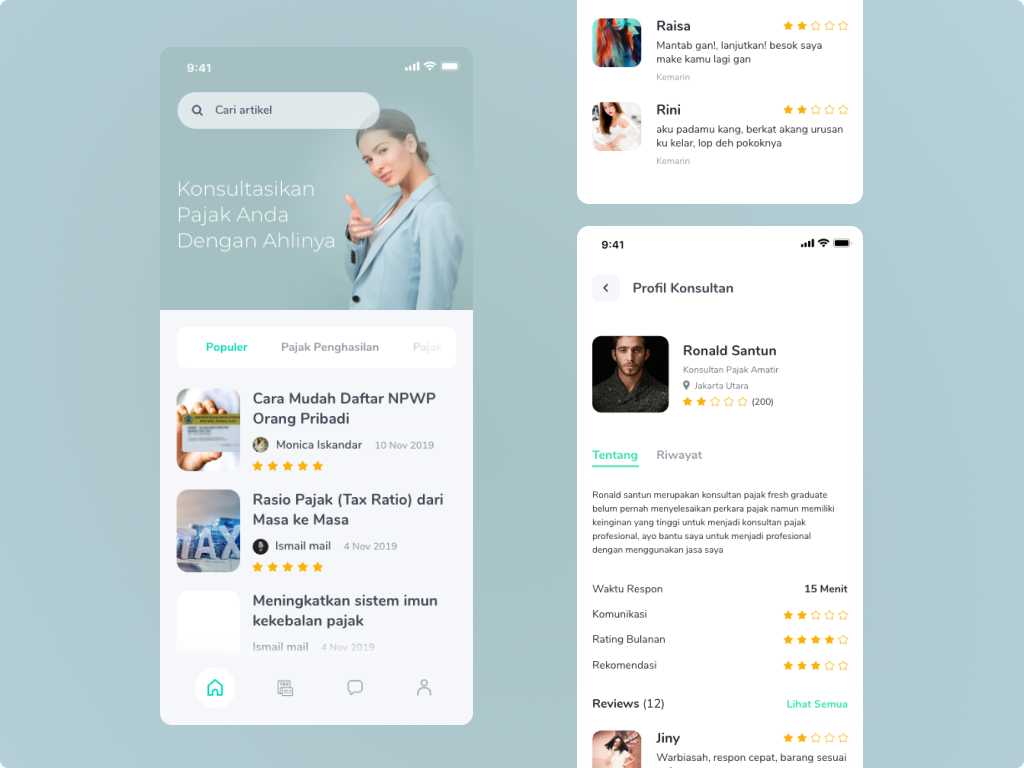 9:41
Cari artikel
Konsultasikan
Pajak Anda
Dengan Ahlinya
Populer
Pajak Penghasilan
Pajak
Cara Mudah Daftar NPWP
Orang Pribadi
Monica Iskandar
10 Nov 2019
TAX
Rasio Pajak (Tax Ratio) dari
Masa ke Masa
Ismail mail
4 Nov 2019
Meningkatkan sistem imun
kekebalan pajak
Ismail mail
4 Nov 2019
Raisa
Mantab gan!, lanjutkan! besok saya
make kamu lagi gan
Kemarin
Rini
aku padamu kang, berkat akang urusan
ku kelar, lop deh pokoknya
Kemarin
9:41
Profil Konsultan
Ronald Santun
Konsultan Pajak Amatir
Jakarta Utara
(200)
Tentang
Riwayat
Ronald santun merupakan konsultan pajak fresh graduate
belum pernah menyelesaikan perkara pajak namun memiliki
keinginan yang tinggi untuk menjadi konsultan pajak
profesional, ayo bantu saya untuk menjadi profesional
dengan menggunakan jasa saya
Waktu Respon
15 Menit
Komunikasi
Rating Bulanan
Rekomendasi
Reviews (12)
Lihat Semua
Jiny
Warbiasah, respon cepat, barang sesuai